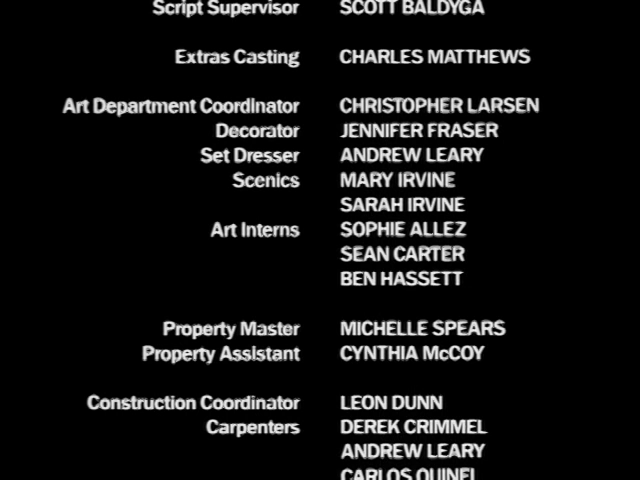 Script Supervisor SCOTT BALDYGA
Extras Casting CHARLES MATTHEWS
Art Department Coordinator CHRISTOPHER LARSEN
Decorator JENNIFER FRASER
Set Dresser ANDREW LEARY
Scenics MARY IRVINE
SARAH IRVINE
Art Interns SOPHIE ALLEZ
SEAN CARTER
BEN HASSETT
Property Master MICHELLE SPEARS
Property Assistant CYNTHIA McCOY
Construction Coordinator LEON DUNN
Carpenters DEREK CRIMMEL
ANDREW LEARY
CARLOS